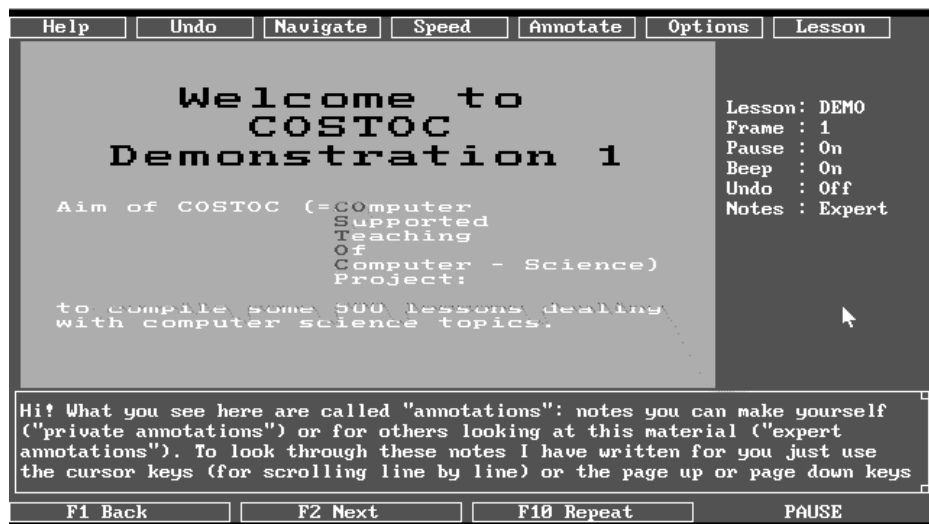 Help Undo Navigate Speed Annotate Options Lesson
Welcome to
COSTOC
Demonstration 1
Aim of COSTOC (=COmputer
Supported
Teaching
Of
Computer - Science)
Project:
to compile some 500 lessons dealing
with computer science topics.
Lesson: DEMO
Frame : 1
Pause : On
Beep : On
Undo : Off
Notes : Expert
Hi! What you see here are called "annotations": notes you can make yourself
("private annotations") or for others looking at this material ("expert
annotations"). To look through these notes I have written for you just use
the cursor keys (for scrolling line by line) or the page up or page down keys
F1 Back F2 Next F10 Repeat PAUSE